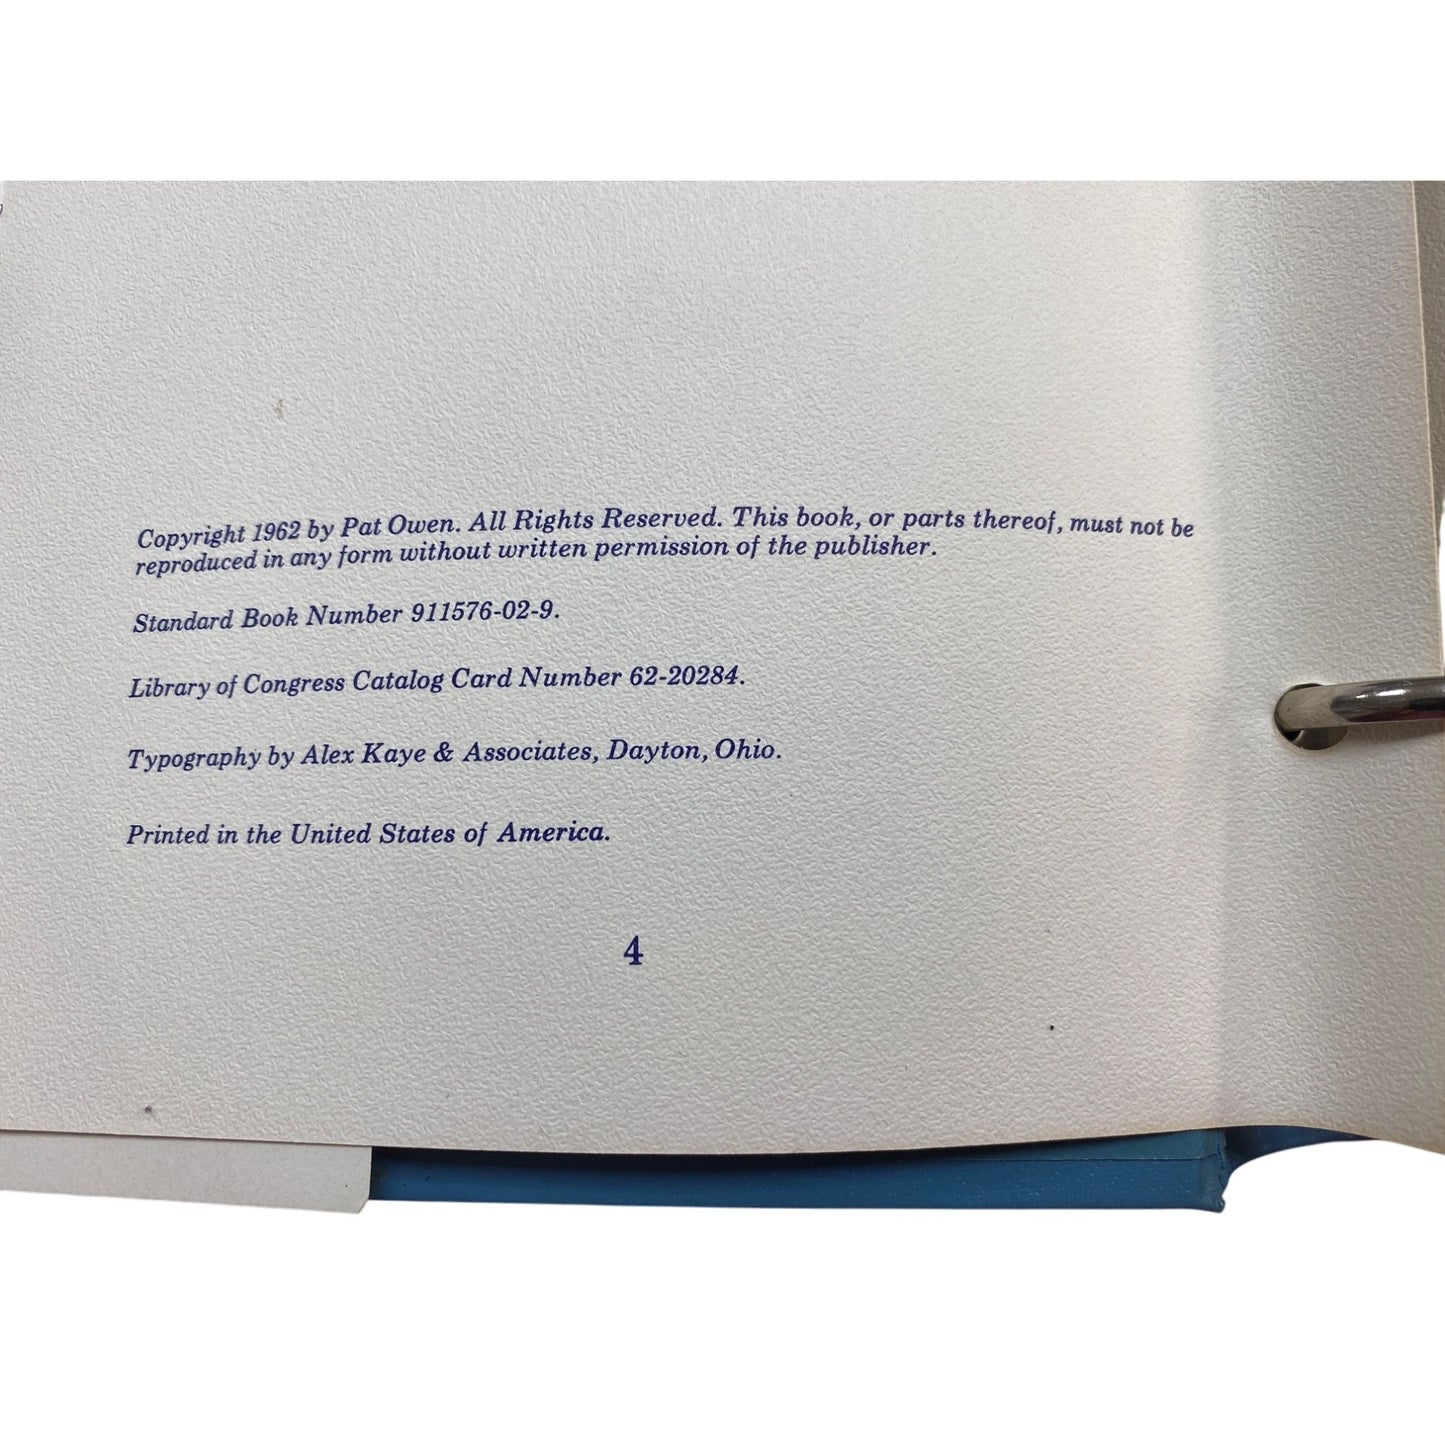 Copyright 1962 by Pat Owen. All Rights Reserved. This book, or parts thereof, must not be
reproduced in any form without written permission of the publisher.
Standard Book Number 911576-02-9.
Library of Congress Catalog Card Number 62-20284.
Typography by Alex Kaye & Associates, Dayton, Ohio.
Printed in the United States of America.
4